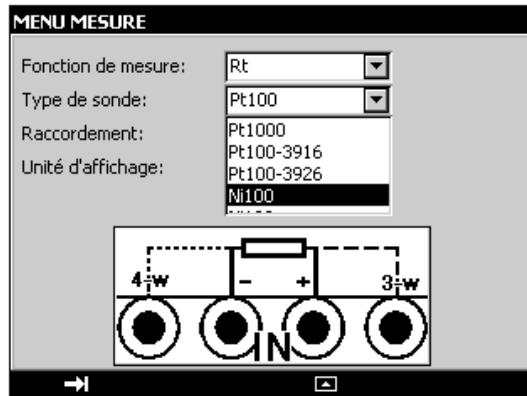 MENU MESURE
Fonction de mesure: Rt
Type de sonde: Pt100
Raccordement:
Pt1000
Pt100-3916
Unité d'affichage:
Pt100-3926
Ni100
4-w - + 3-w
IN